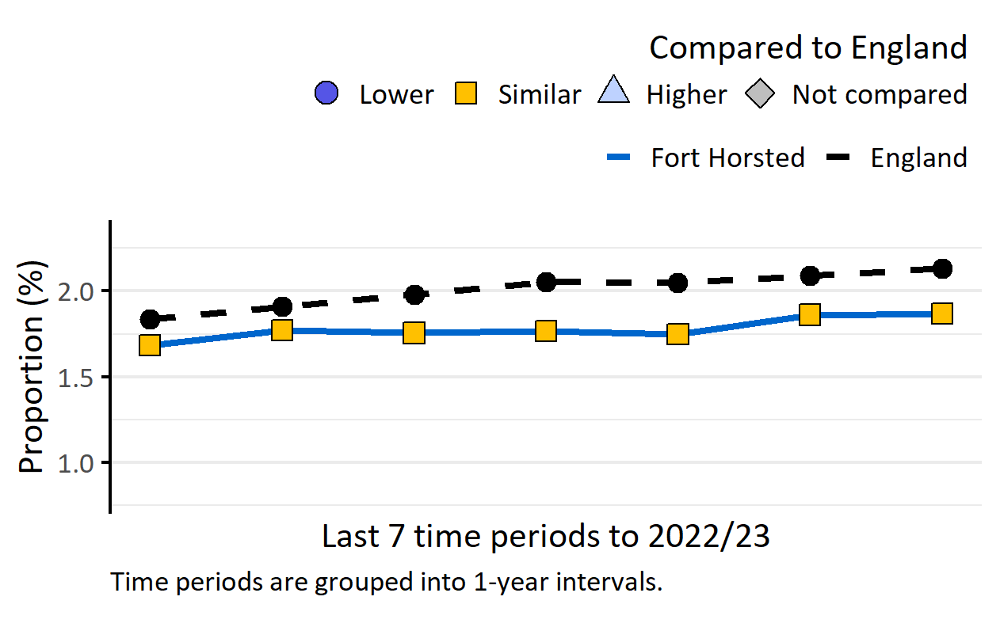 Compared to England
Lower Similar Higher Not compared
Fort Horsted England
Proportion (%)
2.0
1.5
1.0
Last 7 time periods to 2022/23
Time periods are grouped into 1-year intervals.